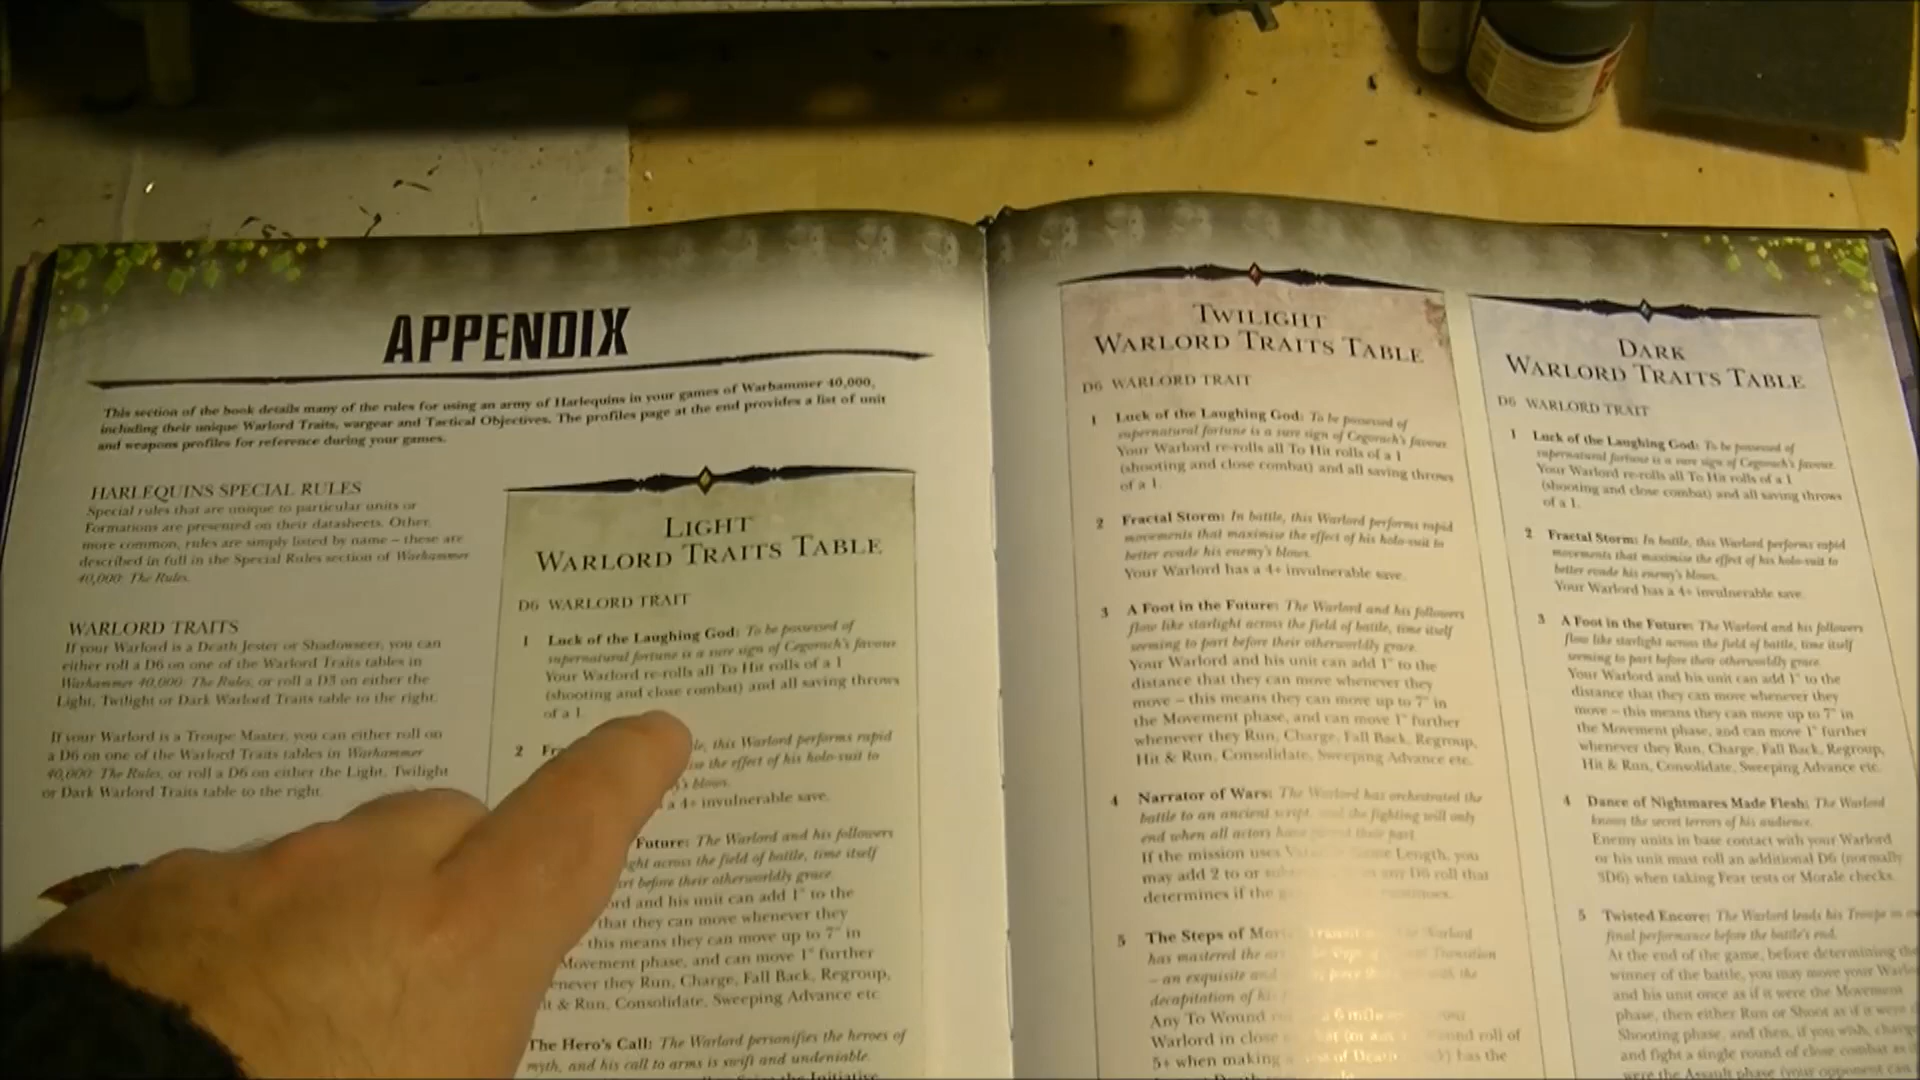 APPENDIX
This section of the book details many of the rules for using an army of Harlequins in your games of Warhammer 40,000,
including their unique Warlord Traits, wargear and Tactical Objectives. The profiles page at the end provides a list of unit
and weapons profiles for reference during your games.
HARLEQUINS SPECIAL RULES
Special rules that are unique to particular units or
Formations are presented on their datasheets. Other,
more common, rules are simply listed by name – these are
described in full in the Special Rules section of Warhammer
40,000: The Rules.
WARLORD TRAITS
If your Warlord is a Death Jester or Shadowseer, you can
either roll a D6 on one of the Warlord Traits tables in
Warhammer 40,000: The Rules, or roll a D3 on either the
Light, Twilight or Dark Warlord Traits table to the right.
If your Warlord is a Troupe Master, you can either roll on
a D6 on one of the Warlord Traits tables in Warhammer
40,000: The Rules, or roll a D6 on either the Light, Twilight
or Dark Warlord Traits table to the right.
LIGHT
WARLORD TRAITS TABLE
D6 WARLORD TRAIT
1 Luck of the Laughing God: To be possessed of
supernatural fortune is a sure sign of Cegorach's favour.
Your Warlord re-rolls all To Hit rolls of a 1
(shooting and close combat) and all saving throws
of a 1.
2 this Warlord performs rapid
the effect of his holo-suit to
blows.
a 4+ invulnerable save.
Future: The Warlord and his followers
across the field of battle, time itself
before their otherworldly grace.
and his unit can add 1" to the
that they can move whenever they
this means they can move up to 7" in
Movement phase, and can move 1" further
whenever they Run, Charge, Fall Back, Regroup,
Hit & Run, Consolidate, Sweeping Advance etc
The Hero's Call: The Warlord personifies the heroes of
myth, and his call to arms is swift and undeniable.
the Initiative
TWILIGHT
WARLORD TRAITS TABLE
D6 WARLORD TRAIT
1 Luck of the Laughing God: To be possessed of
supernatural fortune is a sure sign of Cegorach's favour.
Your Warlord re-rolls all To Hit rolls of a 1
(shooting and close combat) and all saving throws
of a 1.
2 Fractal Storm: In battle, this Warlord performs rapid
movements that maximise the effect of his holo-suit to
better evade his enemy's blows.
Your Warlord has a 4+ invulnerable save.
3 A Foot in the Future: The Warlord and his followers
flow like starlight across the field of battle, time itself
seeming to part before their otherworldly grace.
Your Warlord and his unit can add 1" to the
distance that they can move whenever they
move – this means they can move up to 7" in
the Movement phase, and can move 1" further
whenever they Run, Charge, Fall Back, Regroup,
Hit & Run, Consolidate, Sweeping Advance etc.
4 Narrator of Wars: The Warlord has orchestrated the
battle to an ancient script, and the fighting will only
end when all actors have played their part.
If the mission uses Length, you
may add 2 to or any D6 roll that
determines if the continues.
5 The Steps of Warlord
has mastered the Transition
– an exquisite and the
decapitation of his
Any To Wound
Warlord in close roll of
5+ when making of Death has the
DARK
WARLORD TRAITS TABLE
D6 WARLORD TRAIT
1 Luck of the Laughing God: To be possessed of
supernatural fortune is a sure sign of Cegorach's favour.
Your Warlord re-rolls all To Hit rolls of a 1
(shooting and close combat) and all saving throws
of a 1.
2 Fractal Storm: In battle, this Warlord performs rapid
movements that maximise the effect of his holo-suit to
better evade his enemy's blows.
Your Warlord has a 4+ invulnerable save.
3 A Foot in the Future: The Warlord and his followers
flow like starlight across the field of battle, time itself
seeming to part before their otherworldly grace.
Your Warlord and his unit can add 1" to the
distance that they can move whenever they
move – this means they can move up to 7" in
the Movement phase, and can move 1" further
whenever they Run, Charge, Fall Back, Regroup,
Hit & Run, Consolidate, Sweeping Advance etc.
4 Dance of Nightmares Made Flesh: The Warlord
knows the secret terrors of his audience.
Enemy units in base contact with your Warlord
or his unit must roll an additional D6 (normally
3D6) when taking Fear tests or Morale checks.
5 Twisted Encore: The Warlord leads his Troupe in
final performance before the battle's end.
At the end of the game, before determining the
winner of the battle, you may move your
and his unit once as if it were the Movement
phase, then either Run or Shoot as if it were
Shooting phase, and then, if you wish, charge
and fight a single round of close combat as
were the Assault phase (your opponent can